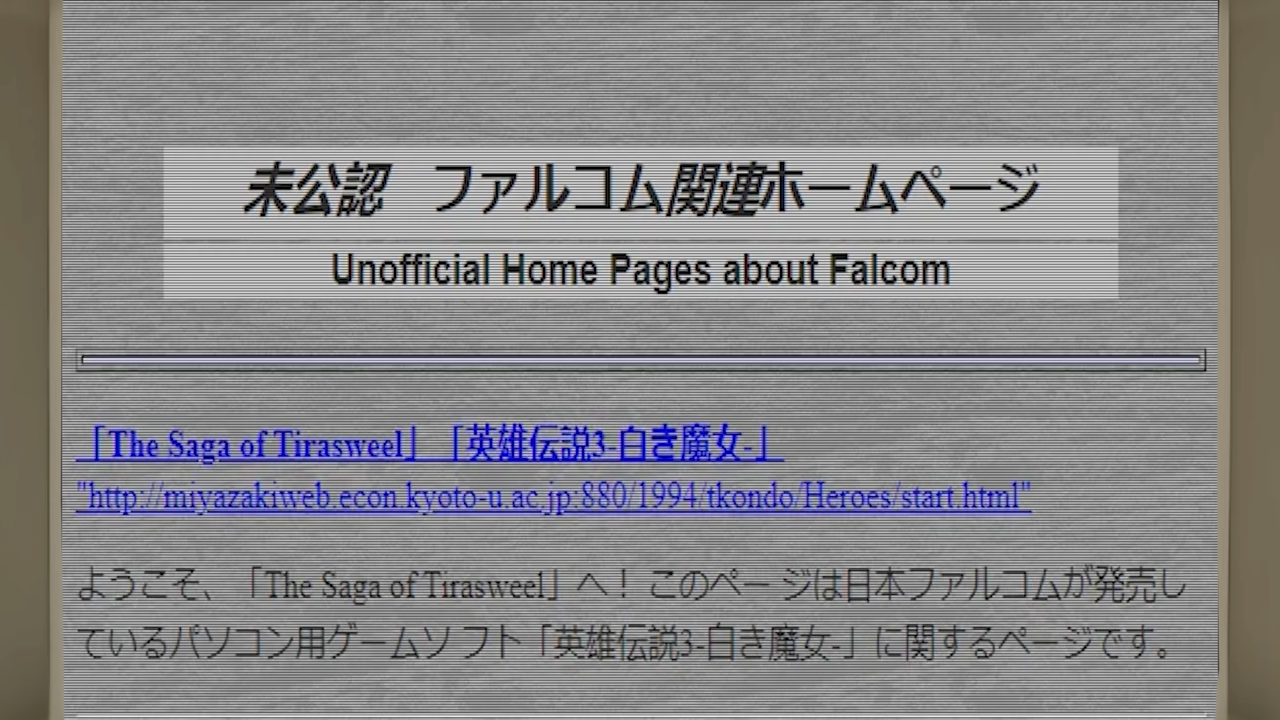 未公認　ファルコム関連ホームページ
Unofficial Home Pages about Falcom
「The Saga of Tirasweel」「英雄伝説3-白き魔女-」
"http://miyazakiweb.econ.kyoto-u.ac.jp:880/1994/tkondo/Heroes/start.html"
ようこそ、「The Saga of Tirasweel」へ！ このペー ジは日本ファルコムが発売し
ているパソコン用ゲームソ フト「英雄伝説3-白き魔女-」に関するページです。